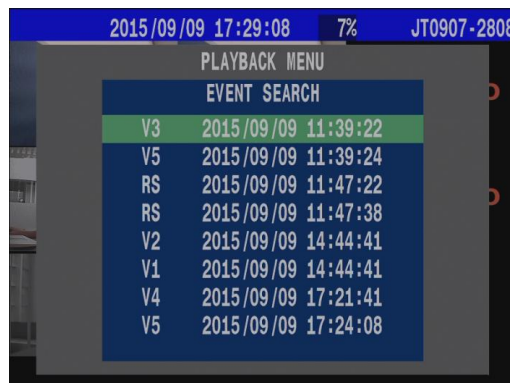 2015/09/09 17:29:08 7% JT0907-2808
PLAYBACK MENU
EVENT SEARCH
V3 2015/09/09 11:39:22
V5 2015/09/09 11:39:24
RS 2015/09/09 11:47:22
RS 2015/09/09 11:47:38
V2 2015/09/09 14:44:41
V1 2015/09/09 14:44:41
V4 2015/09/09 17:21:41
V5 2015/09/09 17:24:08